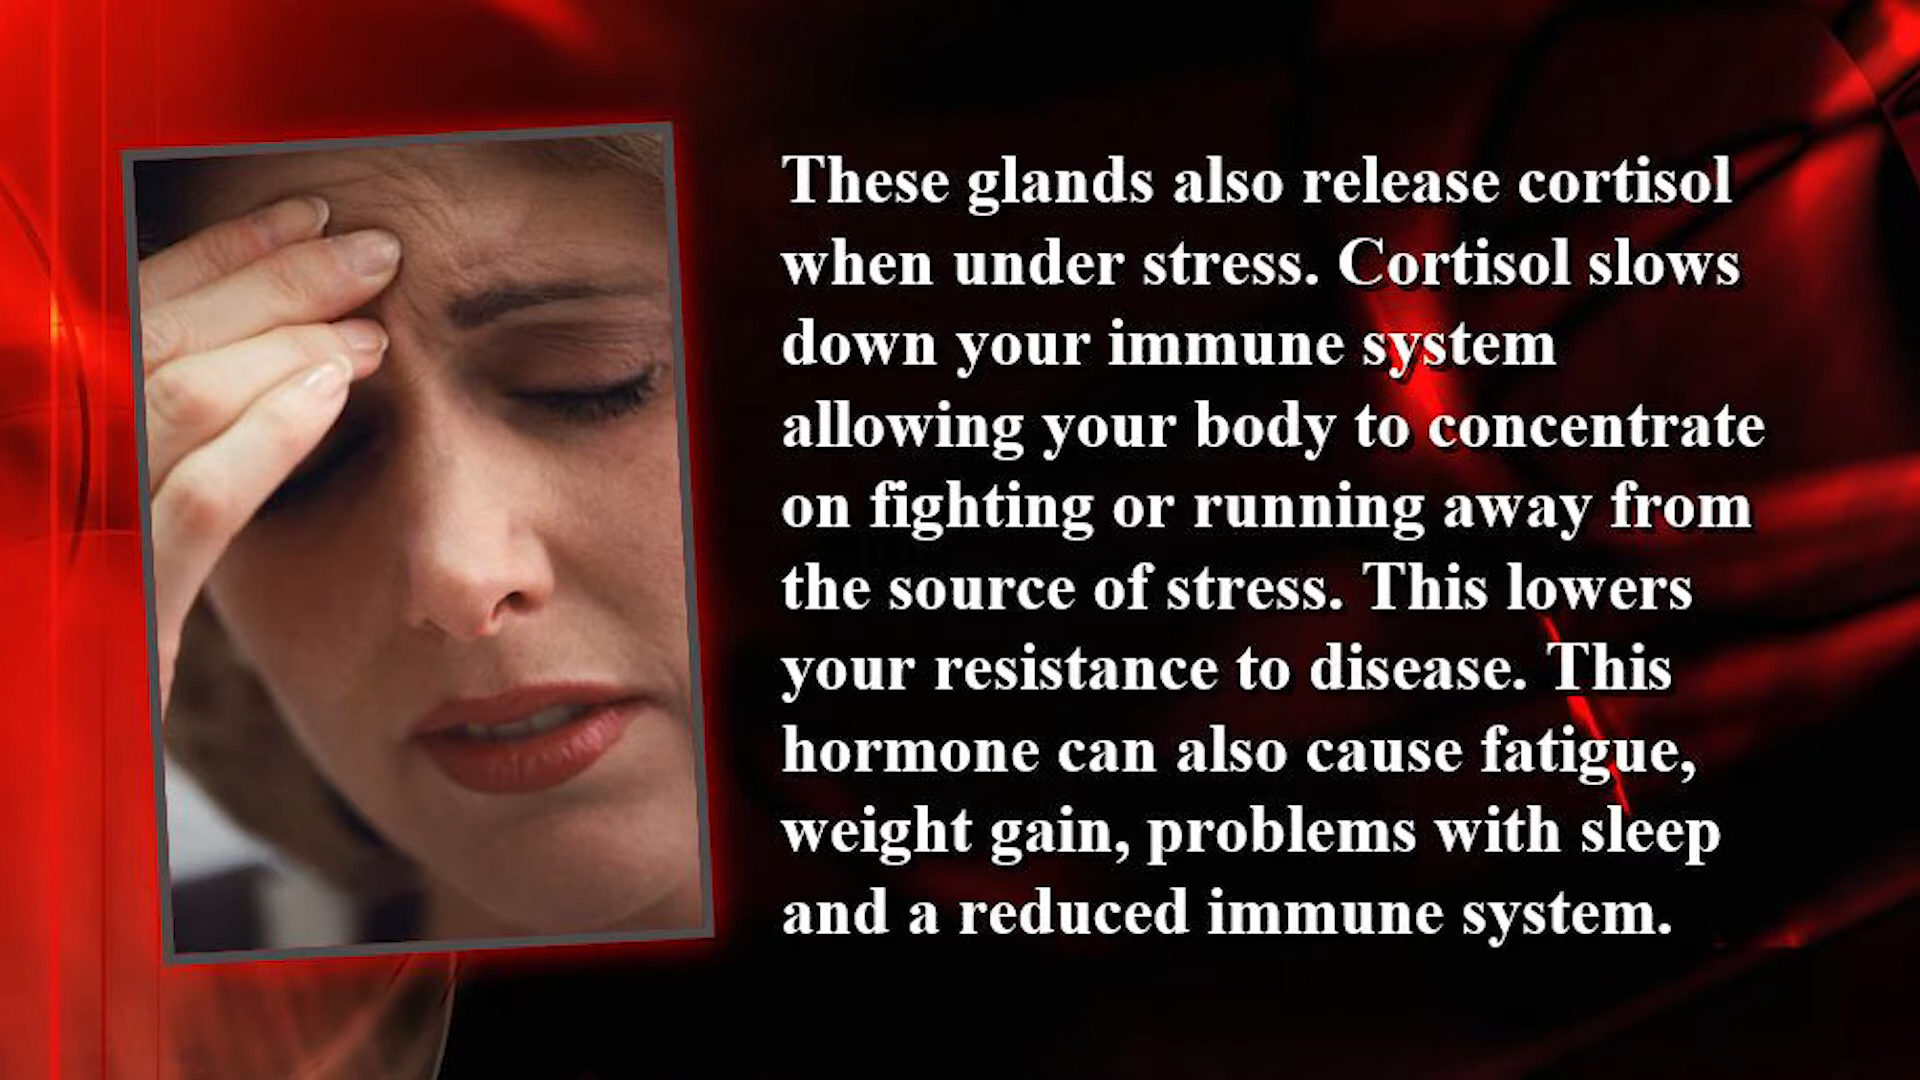 These glands also release cortisol
when under stress. Cortisol slows
down your immune system
allowing your body to concentrate
on fighting or running away from
the source of stress. This lowers
your resistance to disease. This
hormone can also cause fatigue,
weight gain, problems with sleep
and a reduced immune system.